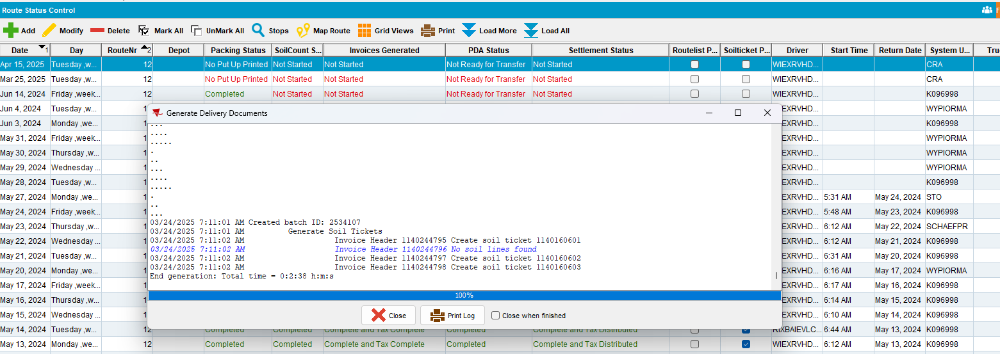 Route Status Control
Add Modify Delete Mark All UnMark All Stops Map Route Grid Views Print Load More Load All
Date 1 Day RouteNr 2 Depot Packing Status SoilCount S... Invoices Generated PDA Status Settlement Status Routelist P... Soilticket P... Driver Start Time Return Date System U... Tru
Apr 15, 2025 Tuesday ,w... 12 No Put Up Printed Not Started Not Started Not Ready for Transfer Not Started WIEXRVHD... CRA
Mar 25, 2025 Tuesday ,w... 12 No Put Up Printed Not Started Not Started Not Ready for Transfer Not Started WIEXRVHD... CRA
Jun 14, 2024 Friday ,week... 12 Completed Not Started Not Started Not Ready for Transfer Not Started WIEXRVHD... K096998
Jun 4, 2024 Tuesday ,w... 1 EXRVHD... WYPIORMA
Jun 3, 2024 Monday ,we... 1 EXRVHD... K096998
May 31, 2024 Friday ,week... 1 EXRVHD... WYPIORMA
May 30, 2024 Thursday ,w... 1 EXRVHD... WYPIORMA
May 29, 2024 Wednesday ... 1 EXRVHD... WYPIORMA
May 28, 2024 Tuesday ,w... 1 EXRVHD... K096998
May 27, 2024 Monday ,we... 1 EXRVHD... 5:31 AM May 24, 2024 STO
May 24, 2024 Friday ,week... 1 EXRVHD... 5:48 AM May 23, 2024 K096998
May 23, 2024 Thursday ,w... 1 EXRVHD... 6:12 AM May 22, 2024 SCHAEFPR
May 22, 2024 Wednesday ... 1 EXRVHD... 6:12 AM May 21, 2024 K096998
May 21, 2024 Tuesday ,w... 1 EXRVHD... 6:31 AM May 20, 2024 K096998
May 20, 2024 Monday ,we... 1 EXRVHD... 6:16 AM May 17, 2024 WYPIORMA
May 17, 2024 Friday ,week... 1 EXRVHD... 6:17 AM May 16, 2024 K096998
May 16, 2024 Thursday ,w... 1 EXRVHD... 6:14 AM May 15, 2024 K096998
May 15, 2024 Wednesday ... 1 EXRVHD... 6:10 AM May 14, 2024 K096998
May 14, 2024 Tuesday ,w... 12 Completed Completed Complete and Tax Complete Completed Complete and Tax Distributed RIXBAIEVLC... 6:44 AM May 13, 2024 K096998
May 13, 2024 Monday ,we... 12 Completed Completed Complete and Tax Complete Completed Complete and Tax Distributed WIEXRVHD... 6:12 AM May 13, 2024 K096998
Generate Delivery Documents
...
....
.....
.
..
...
....
.....
.
..
...
03/24/2025 7:11:01 AM Created batch ID: 2534107
03/24/2025 7:11:01 AM Generate Soil Tickets
03/24/2025 7:11:02 AM Invoice Header 1140244795 Create soil ticket 1140160601
03/24/2025 7:11:02 AM Invoice Header 1140244796 No soil lines found
03/24/2025 7:11:02 AM Invoice Header 1140244797 Create soil ticket 1140160602
03/24/2025 7:11:02 AM Invoice Header 1140244798 Create soil ticket 1140160603
End generation: Total time = 0:2:38 h:m:s
100%
Close Print Log Close when finished